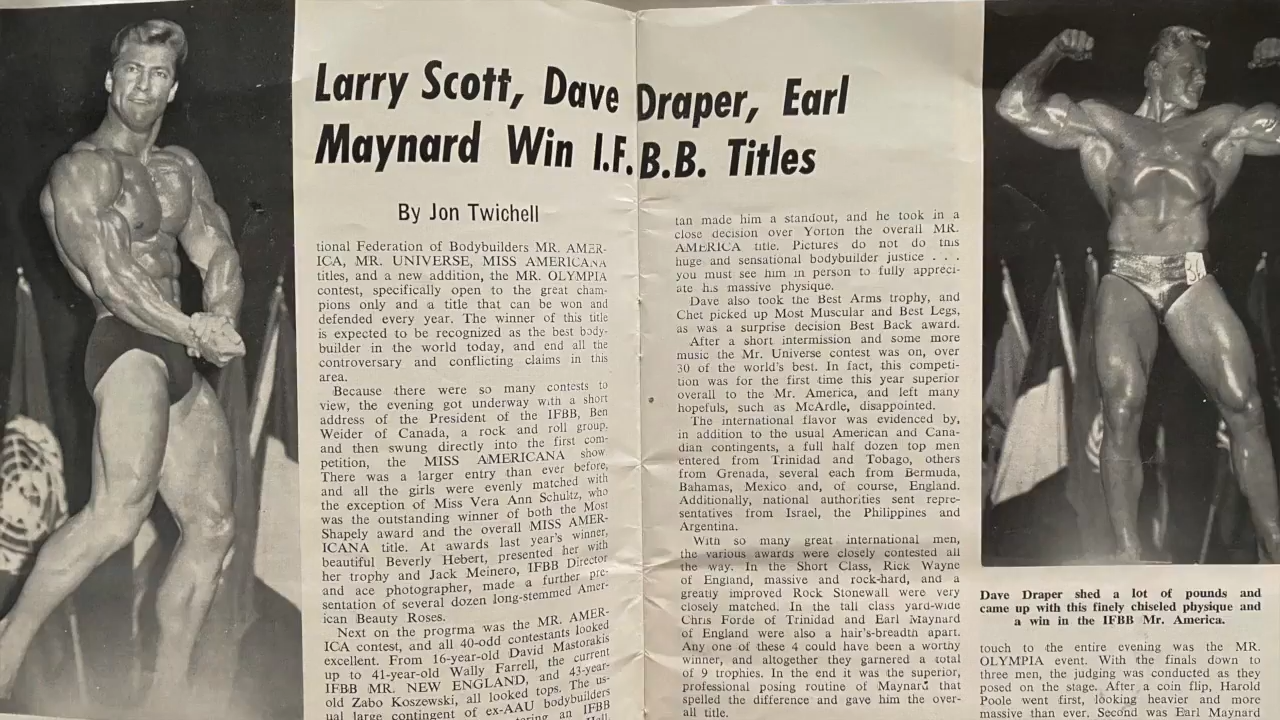 Larry Scott, Dave Draper, Earl
Maynard Win I.F.B.B. Titles
By Jon Twichell
tional Federation of Bodybuilders MR. AMER-
ICA, MR. UNIVERSE, MISS AMERICANA
titles, and a new addition, the MR. OLYMPIA
contest, specifically open to the great cham-
pions only and a title that can be won and
defended every year. The winner of this title
is expected to be recognized as the best body-
builder in the world today, and end all the
controversary and conflicting claims in this
area.
Because there were so many contests to
view, the evening got underway with a short
address of the President of the IFBB, Ben
Weider of Canada, a rock and roll group,
and then swung directly into the first com-
petition, the MISS AMERICANA show
There was a larger entry than ever before,
and all the girls were evenly matched with
the exception of Miss Vera Ann Schultz, who
was the outstanding winner of both the Most
Shapely award and the overall MISS AMER-
ICANA title. At awards last year's winner,
beautiful Beverly Hebert, presented her with
her trophy and Jack Meinero, IFBB Director
and ace photographer, made a further pre-
sentation of several dozen long-stemmed Amer-
ican Beauty Roses.
Next on the progrma was the MR. AMER-
ICA contest, and all 40-odd contestants looked
excellent. From 16-year-old David Mastorakis
up to 41-year-old Wally Farrell, the current
IFBB MR. NEW ENGLAND, and 43-year-
old Zabo Koszewski, all looked tops. The us-
ual large contingent of ex-AAU bodybuilders
an IFBB
tan made him a standout, and he took in a
close decision over Yorton the overall MR.
AMERICA title. Pictures do not do this
huge and sensational bodybuilder justice . . .
you must see him in person to fully appreci-
ate his massive physique.
Dave also took the Best Arms trophy, and
Chet picked up Most Muscular and Best Legs,
as was a surprise decision Best Back award.
After a short intermission and some more
music the Mr. Universe contest was on, over
30 of the world's best. In fact, this competi-
tion was for the first time this year superior
overall to the Mr. America, and left many
hopefuls, such as McArdle, disappointed.
The international flavor was evidenced by,
in addition to the usual American and Cana-
dian contingents, a full half dozen top men
entered from Trinidad and Tobago, others
from Grenada, several each from Bermuda,
Bahamas, Mexico and, of course, England.
Additionally, national authorities sent repre-
sentatives from Israel, the Philippines and
Argentina.
With so many great international men,
the various awards were closely contested all
the way. In the Short Class, Rick Wayne
of England, massive and rock-hard, and a
greatly improved Rock Stonewall were very
closely matched. In the tall class yard-wide
Chris Forde of Trinidad and Earl Maynard
of England were also a hair's-breadth apart.
Any one of these 4 could have been a worthy
winner, and altogether they garnered a total
of 9 trophies. In the end it was the superior,
professional posing routine of Maynard that
spelled the difference and gave him the over-
all title.
Dave Draper shed a lot of pounds and
came up with this finely chiseled physique and
a win in the IFBB Mr. America.
touch to the entire evening was the MR.
OLYMPIA event. With the finals down to
three men, the judging was conducted as they
posed on the stage. After a coin flip, Harold
Poole went first, looking heavier and more
massive than ever. Second was Earl Maynard